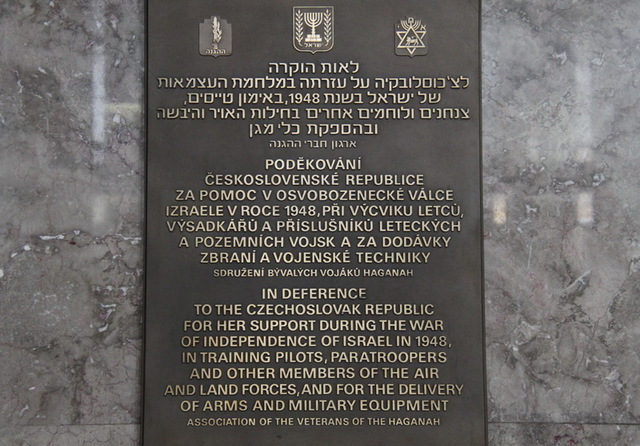 ההגנה
ישראל
לאות הוקרה
לצ'כוסלובקיה על עזרתה במלחמת העצמאות
של ישראל בשנת 1948, באימון טייסים,
צנחנים ולוחמים אחרים בחילות האויר והיבשה
ובהספקת כלי מגן
ארגון חברי ההגנה
PODĚKOVÁNÍ
ČESKOSLOVENSKÉ REPUBLICE
ZA POMOC V OSVOBOZENECKÉ VÁLCE
IZRAELE V ROCE 1948, PŘI VÝCVIKU LETCŮ,
VÝSADKÁŘŮ A PŘÍSLUŠNÍKŮ LETECKÝCH
A POZEMNÍCH VOJSK A ZA DODÁVKY
ZBRANÍ A VOJENSKÉ TECHNIKY
SDRUŽENÍ BÝVALÝCH VOJÁKŮ HAGANAH
IN DEFERENCE
TO THE CZECHOSLOVAK REPUBLIC
FOR HER SUPPORT DURING THE WAR
OF INDEPENDENCE OF ISRAEL IN 1948,
IN TRAINING PILOTS, PARATROOPERS
AND OTHER MEMBERS OF THE AIR
AND LAND FORCES, AND FOR THE DELIVERY
OF ARMS AND MILITARY EQUIPMENT
ASSOCIATION OF THE VETERANS OF THE HAGANAH